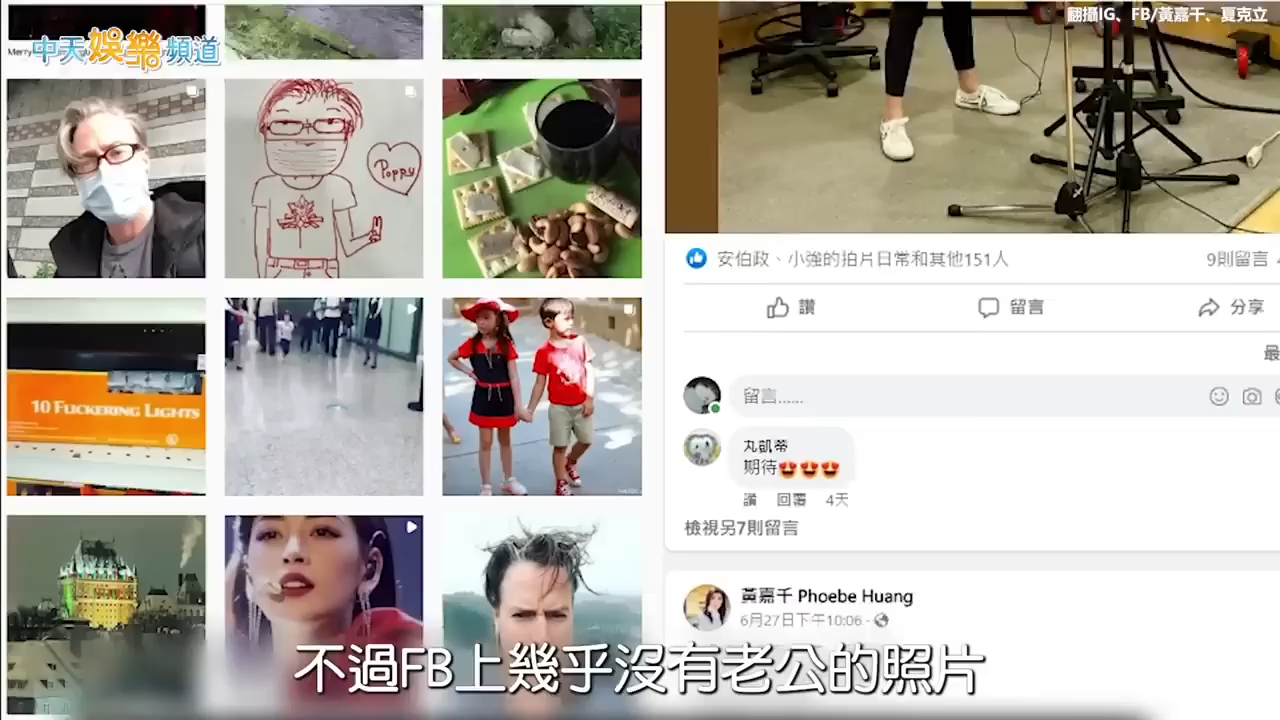 翻攝IG、FB/黃嘉千、夏克立
中天娛樂頻道
Merry
Poppy
10 FUCKERING LIGHTS
安伯政、小強的拍片日常和其他151人
9則留言
讚
留言
分享
最
留言......
丸凱蒂
期待😍😍😍
讚 回覆 4天
檢視另7則留言
黃嘉千 Phoebe Huang
6月27日下午10:06
不過FB上幾乎沒有老公的照片